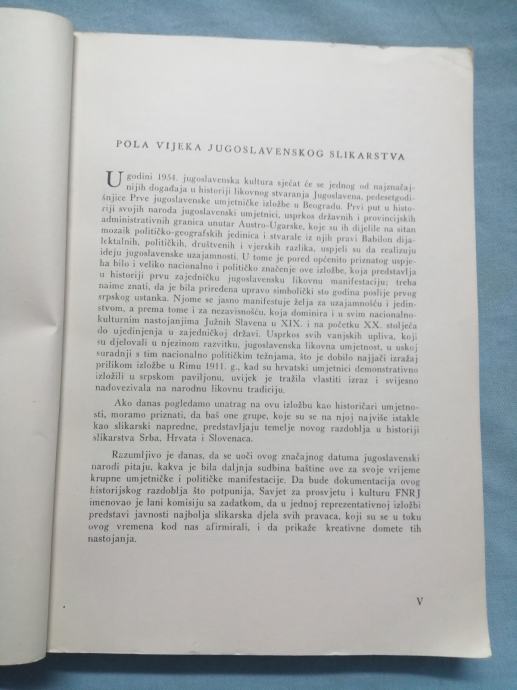 POLA VIJEKA JUGOSLAVENSKOG SLIKARSTVA
U godini 1954. jugoslavenska kultura sjećat će se jednog od najznačaj-
nijih događaja u historiji likovnog stvaranja Jugoslavena, pedesetgodi-
šnjice Prve jugoslavenske umjetničke izložbe u Beogradu. Prvi put u histo-
riji svojih naroda jugoslavenski umjetnici, usprkos državnih i provincijskih
administrativnih granica unutar Austro-Ugarske, koje su ih dijelile na sitan
mozaik političko-geografskih jedinica i stvarale iz njih pravi Babilon dija-
lektalnih, političkih, društvenih i vjerskih razlika, uspjeli su da realizuju
ideju jugoslavenske uzajamnosti. U tome je pored općenito priznatog uspje-
ha bilo i veliko nacionalno i političko značenje ove izložbe, koja predstavlja
u historiji prvu zajedničku jugoslavensku likovnu manifestaciju; treba
naime znati, da je bila priređena upravo simbolički sto godina poslije prvog
srpskog ustanka. Njome se jasno manifestuje želja za uzajamnošću i jedin-
stvom, a prema tome i za nezavisnošću, koja dominira i u svim nacionalno-
kulturnim nastojanjima Južnih Slavena u XIX. i na početku XX. stoljeća
do ujedinjenja u zajedničkoj državi. Usprkos svih vanjskih upliva, koji
su djelovali u njezinom razvitku, jugoslavenska likovna umjetnost, u uskoj
suradnji s tim nacionalno političkim težnjama, što je dobilo najjači izražaj
prilikom izložbe u Rimu 1911. g., kad su hrvatski umjetnici demonstrativno
izložili u srpskom paviljonu, uvijek je tražila vlastiti izraz i svijesno
nadovezivala na narodnu likovnu tradiciju.
Ako danas pogledamo unatrag na ovu izložbu kao historičari umjetno-
sti, moramo priznati, da baš one grupe, koje su se na njoj najviše istakle
kao slikarski napredne, predstavljaju temelje novog razdoblja u historiji
slikarstva Srba, Hrvata i Slovenaca.
Razumljivo je danas, da se uoči ovog značajnog datuma jugoslavenski
narodi pitaju, kakva je bila daljnja sudbina baštine ove za svoje vrijeme
krupne umjetničke i političke manifestacije. Da bude dokumentacija ovog
historijskog razdoblja što potpunija, Savjet za prosvjetu i kulturu FNRJ
imenovao je lani komisiju sa zadatkom, da u jednoj reprezentativnoj izložbi
predstavi javnosti najbolja slikarska djela svih pravaca, koji su se u toku
ovog vremena kod nas afirmirali, i da prikaže kreativne domete tih
nastojanja.
V